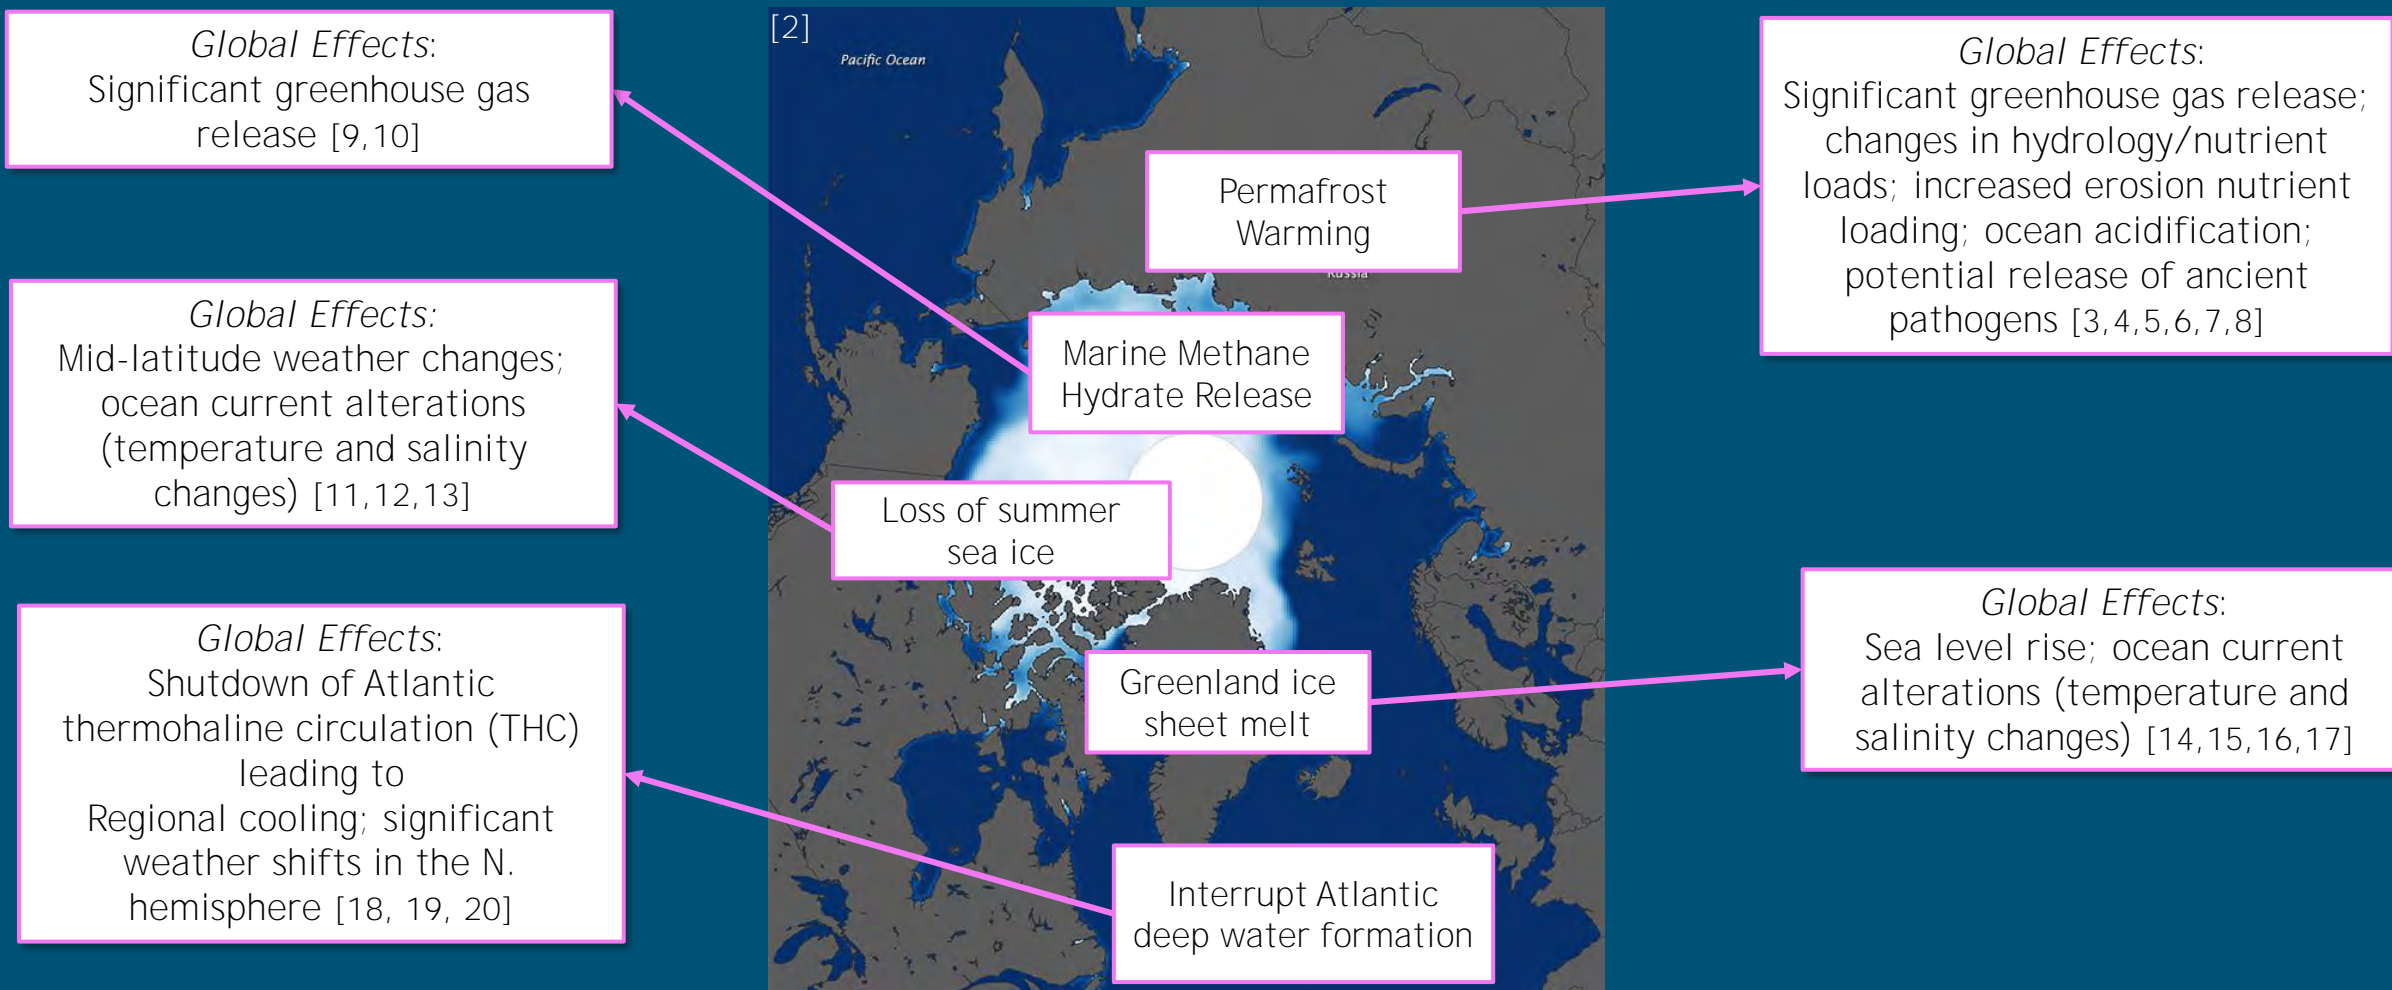 Global Effects:
Significant greenhouse gas
release [9,10]
Global Effects:
Mid-latitude weather changes;
ocean current alterations
(temperature and salinity
changes) [11,12,13]
Global Effects:
Shutdown of Atlantic
thermohaline circulation (THC)
leading to
Regional cooling; significant
weather shifts in the N.
hemisphere [18, 19, 20]
[2]
Pacific Ocean
Permafrost
Warming
Russia
Marine Methane
Hydrate Release
Loss of summer
sea ice
Greenland ice
sheet melt
Interrupt Atlantic
deep water formation
Global Effects:
Significant greenhouse gas release;
changes in hydrology/nutrient
loads; increased erosion nutrient
loading; ocean acidification;
potential release of ancient
pathogens [3,4,5,6,7,8]
Global Effects:
Sea level rise; ocean current
alterations (temperature and
salinity changes) [14,15,16,17]